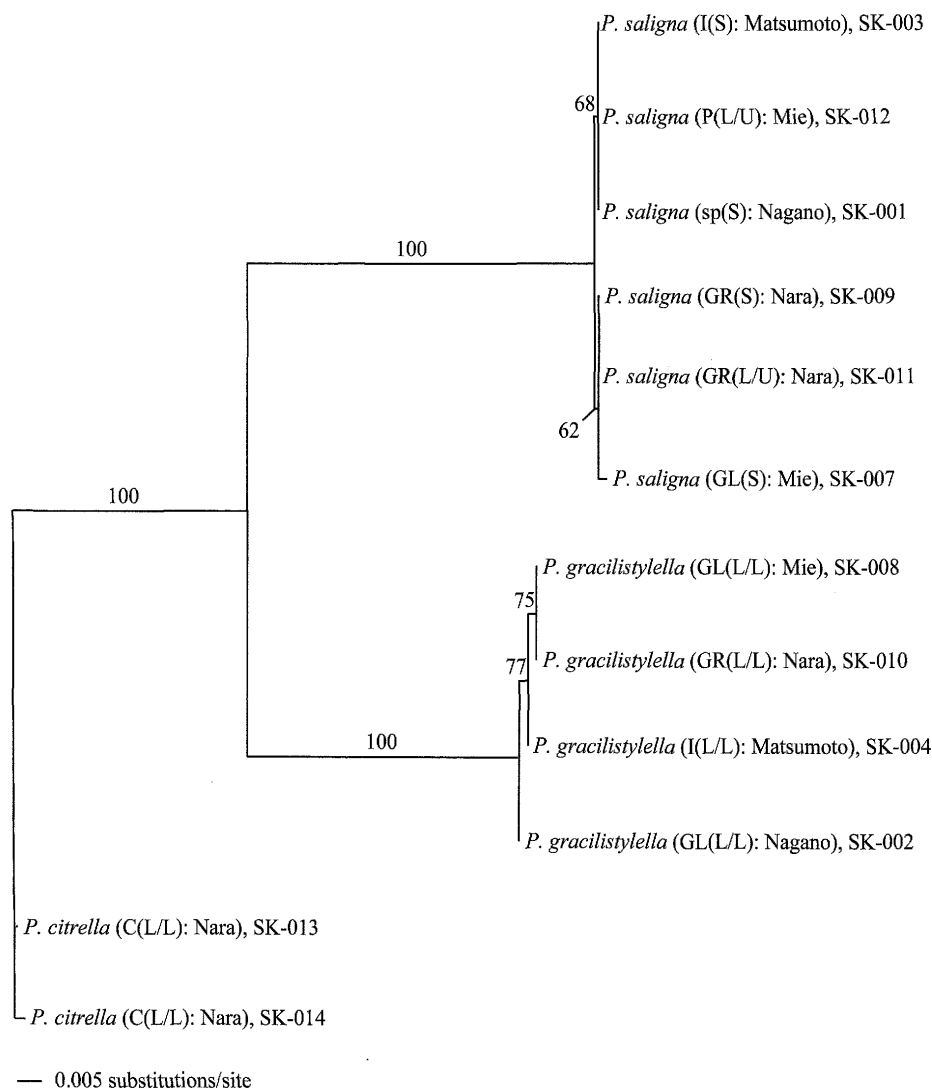 P. saligna (I(S): Matsumoto), SK-003
68
P. saligna (P(L/U): Mie), SK-012
P. saligna (sp(S): Nagano), SK-001
100
P. saligna (GR(S): Nara), SK-009
P. saligna (GR(L/U): Nara), SK-011
62
P. saligna (GL(S): Mie), SK-007
100
P. gracilistylella (GL(L/L): Mie), SK-008
75
P. gracilistylella (GR(L/L): Nara), SK-010
77
100
P. gracilistylella (I(L/L): Matsumoto), SK-004
P. gracilistylella (GL(L/L): Nagano), SK-002
P. citrella (C(L/L): Nara), SK-013
P. citrella (C(L/L): Nara), SK-014
0.005 substitutions/site